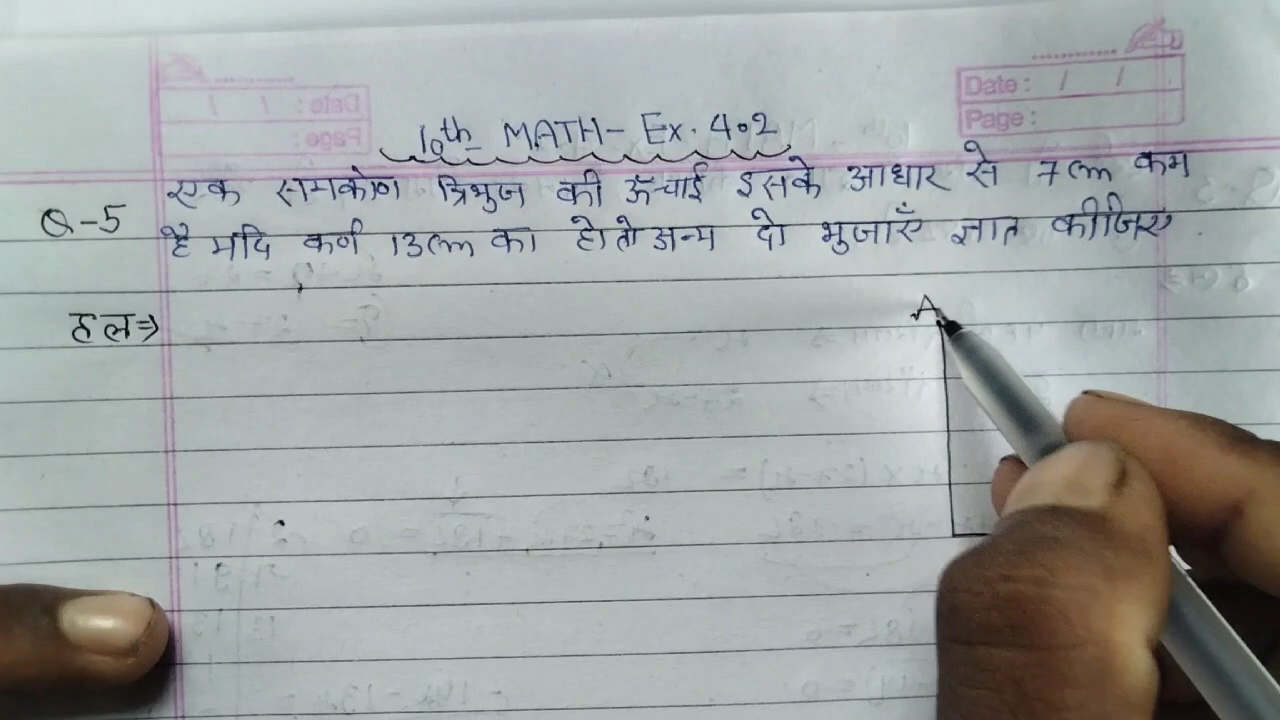 Date: / /
Page:
10th MATH- Ex. 4.2
Q-5 एक समकोण त्रिभुज की ऊँचाई इसके आधार से 7cm कम
है यदि कर्ण 13cm का हो तो अन्य दो भुजाएँ ज्ञात कीजिए
हल⇒
A